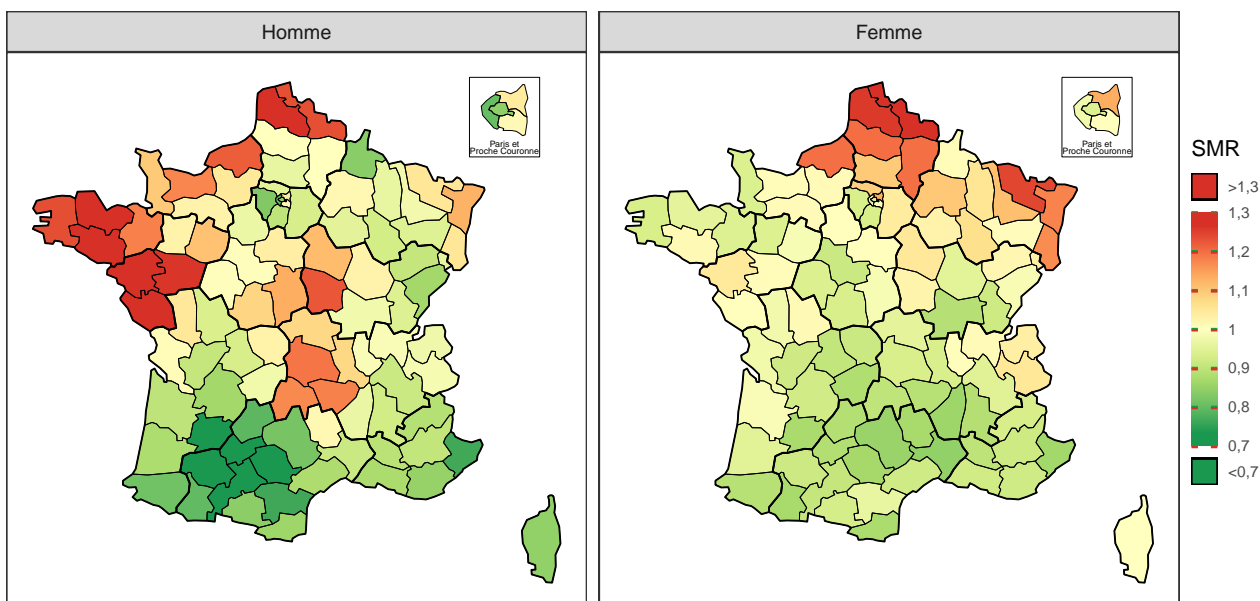 Homme
Femme
Paris et
Proche Couronne
Paris et
Proche Couronne
SMR
>1,3
1,3
1,2
1,1
1
0,9
0,8
0,7
<0,7